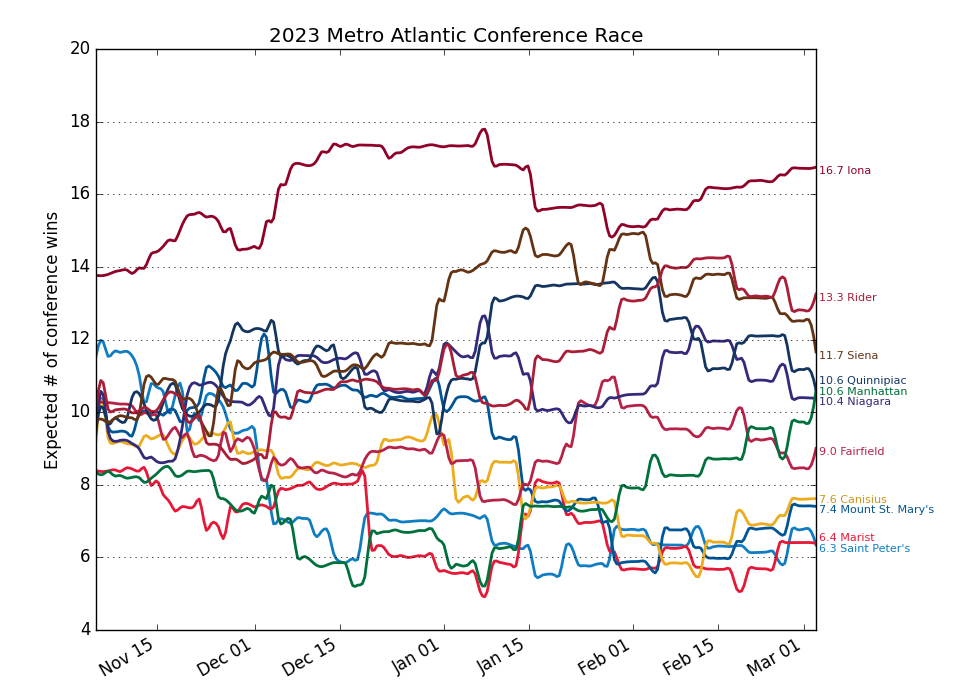 2023 Metro Atlantic Conference Race
Expected # of conference wins
20
18
16
14
12
10
8
6
4
16.7 Iona
13.3 Rider
11.7 Siena
10.6 Quinnipiac
10.6 Manhattan
10.4 Niagara
9.0 Fairfield
7.6 Canisius
7.4 Mount St. Mary's
6.4 Marist
6.3 Saint Peter's
Nov 15
Dec 01
Dec 15
Jan 01
Jan 15
Feb 01
Feb 15
Mar 01